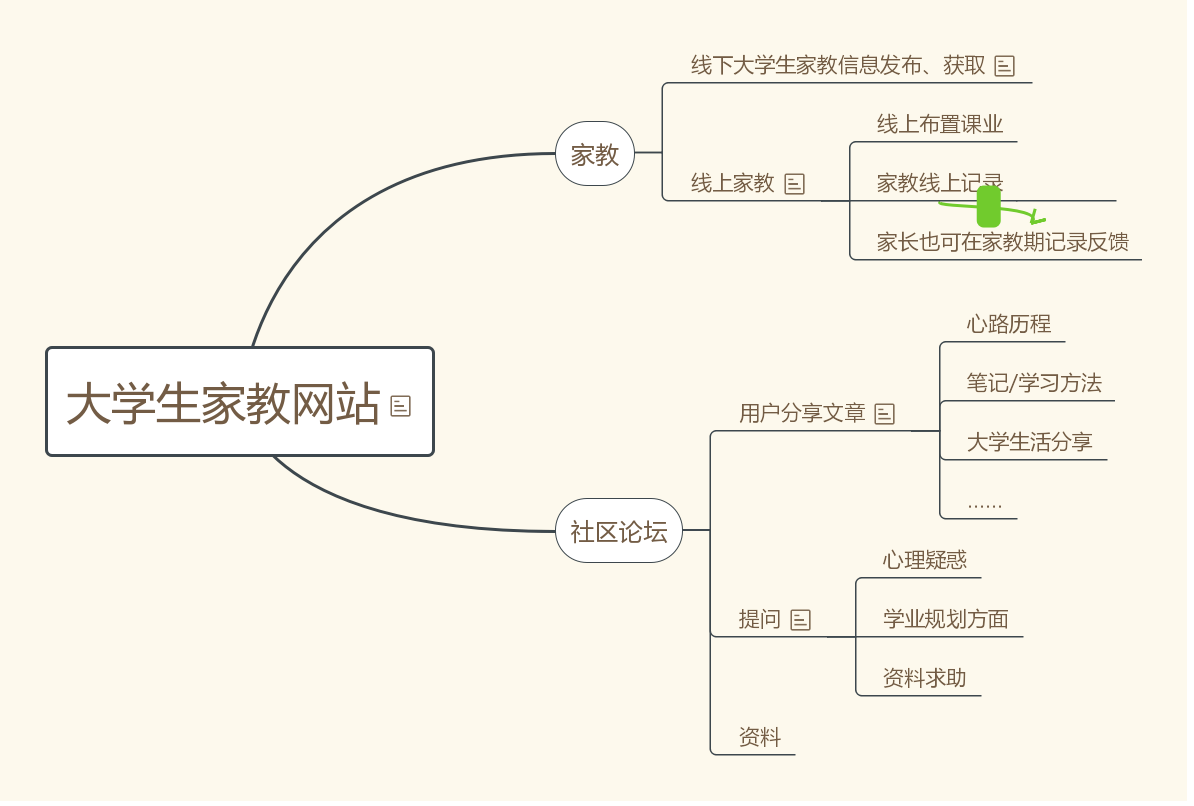 大学生家教网站
家教
线下大学生家教信息发布、获取
线上家教
线上布置课业
家教线上记录
家长也可在家教期记录反馈
社区论坛
用户分享文章
心路历程
笔记/学习方法
大学生活分享
......
提问
心理疑惑
学业规划方面
资料求助
资料